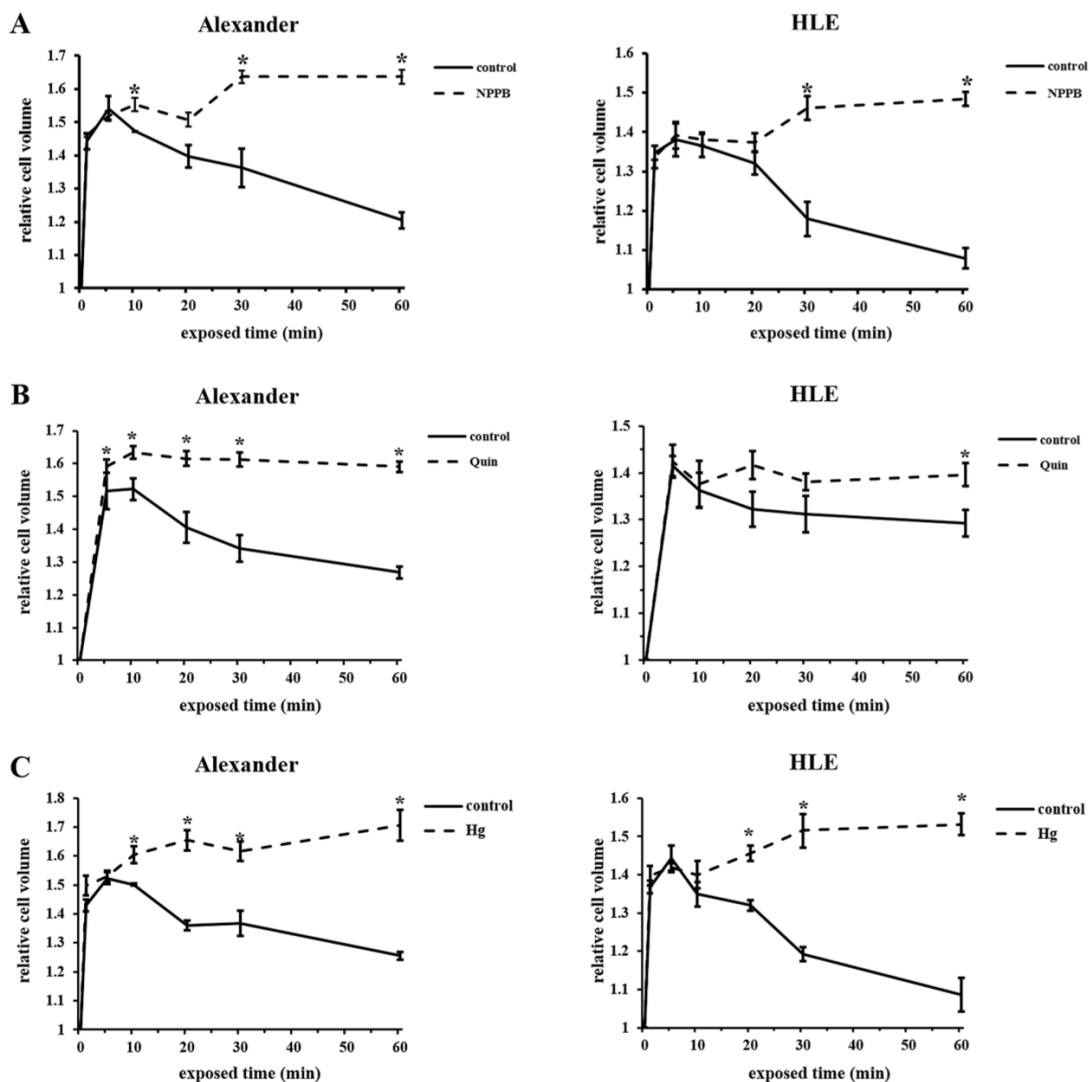 A
Alexander
1.7
1.6
1.5
1.4
1.3
1.2
1.1
1
relative cell volume
0 10 20 30 40 50 60
exposed time (min)
* * *
control
NPPB
HLE
1.6
1.5
1.4
1.3
1.2
1.1
1
relative cell volume
0 10 20 30 40 50 60
exposed time (min)
* *
control
NPPB
B
Alexander
1.7
1.6
1.5
1.4
1.3
1.2
1.1
1
relative cell volume
0 10 20 30 40 50 60
exposed time (min)
* * * * *
control
Quin
HLE
1.5
1.4
1.3
1.2
1.1
1
relative cell volume
0 10 20 30 40 50 60
exposed time (min)
*
control
Quin
C
Alexander
1.8
1.7
1.6
1.5
1.4
1.3
1.2
1.1
1
relative cell volume
0 10 20 30 40 50 60
exposed time (min)
* * * *
control
Hg
HLE
1.6
1.5
1.4
1.3
1.2
1.1
1
relative cell volume
0 10 20 30 40 50 60
exposed time (min)
* * *
control
Hg